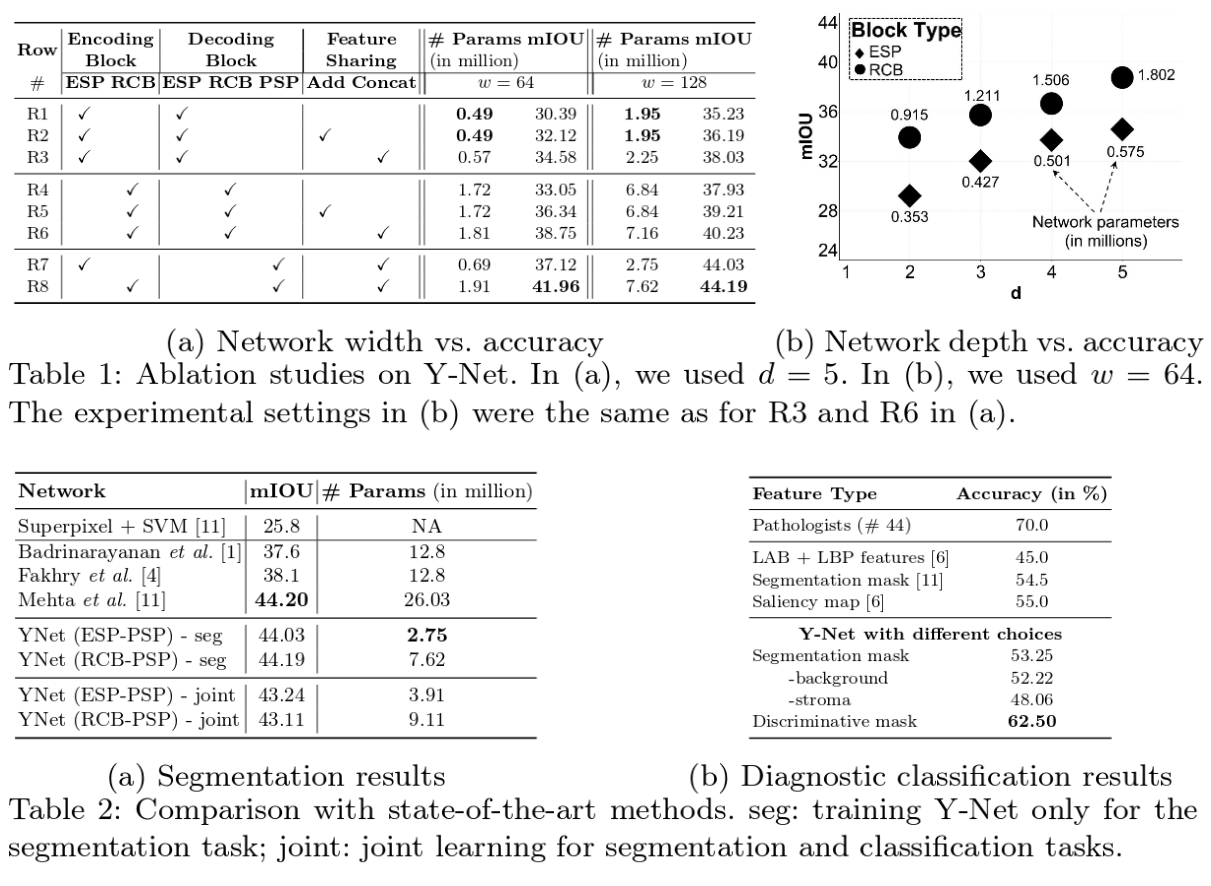 Row | Encoding Block | Decoding Block | Feature Sharing | # Params mIOU (in million) | # Params mIOU (in million)
# | ESP RCB | ESP RCB PSP | Add Concat | w = 64 | w = 128
R1 ✓ ✓ 0.49 30.39 1.95 35.23
R2 ✓ ✓ ✓ 0.49 32.12 1.95 36.19
R3 ✓ ✓ ✓ 0.57 34.58 2.25 38.03
R4 ✓ ✓ 1.72 33.05 6.84 37.93
R5 ✓ ✓ ✓ 1.72 36.34 6.84 39.21
R6 ✓ ✓ ✓ 1.81 38.75 7.16 40.23
R7 ✓ ✓ ✓ 0.69 37.12 2.75 44.03
R8 ✓ ✓ ✓ 1.91 41.96 7.62 44.19
(a) Network width vs. accuracy
Block Type
ESP
RCB
mIOU
44
40
36
32
28
24
0.915
1.211
1.506
1.802
0.353
0.427
0.501
0.575
Network parameters
(in millions)
1 2 3 4 5
d
(b) Network depth vs. accuracy
Table 1: Ablation studies on Y-Net. In (a), we used d = 5. In (b), we used w = 64.
The experimental settings in (b) were the same as for R3 and R6 in (a).
Network | mIOU | # Params (in million)
Superpixel + SVM [11] 25.8 NA
Badrinarayanan et al. [1] 37.6 12.8
Fakhry et al. [4] 38.1 12.8
Mehta et al. [11] 44.20 26.03
YNet (ESP-PSP) - seg 44.03 2.75
YNet (RCB-PSP) - seg 44.19 7.62
YNet (ESP-PSP) - joint 43.24 3.91
YNet (RCB-PSP) - joint 43.11 9.11
(a) Segmentation results
Feature Type Accuracy (in %)
Pathologists (# 44) 70.0
LAB + LBP features [6] 45.0
Segmentation mask [11] 54.5
Saliency map [6] 55.0
Y-Net with different choices
Segmentation mask 53.25
-background 52.22
-stroma 48.06
Discriminative mask 62.50
(b) Diagnostic classification results
Table 2: Comparison with state-of-the-art methods. seg: training Y-Net only for the
segmentation task; joint: joint learning for segmentation and classification tasks.